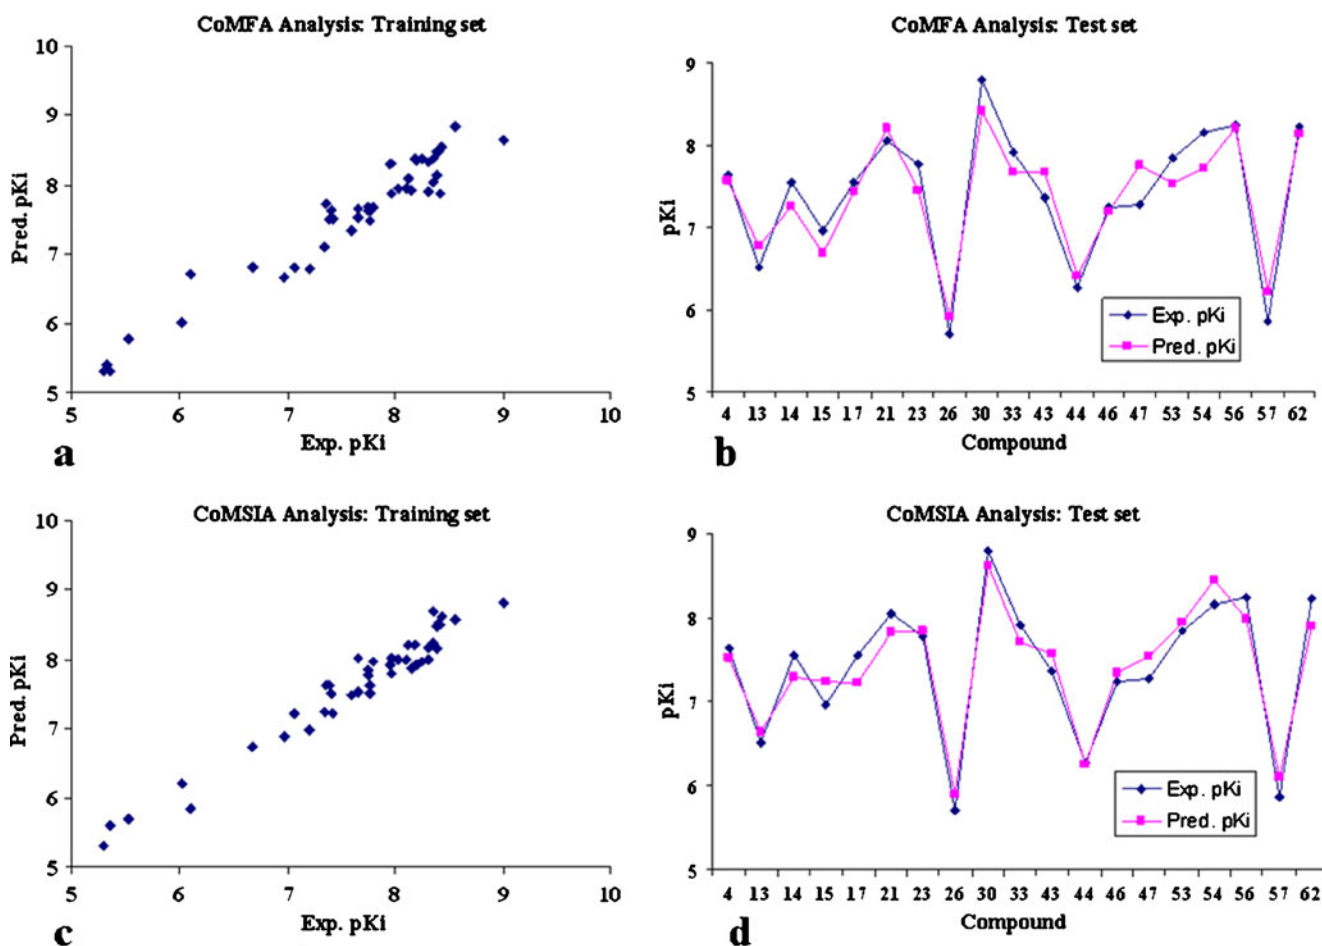 CoMFA Analysis: Training set
10
9
8
7
6
5
Pred. pKi
5 6 7 8 9 10
Exp. pKi
a
CoMFA Analysis: Test set
9
8
7
6
5
pKi
Exp. pKi
Pred. pKi
4 13 14 15 17 21 23 26 30 33 43 44 46 47 53 54 56 57 62
Compound
b
CoMSIA Analysis: Training set
10
9
8
7
6
5
Pred. pKi
5 6 7 8 9 10
Exp. pKi
c
CoMSIA Analysis: Test set
9
8
7
6
5
pKi
Exp. pKi
Pred. pKi
4 13 14 15 17 21 23 26 30 33 43 44 46 47 53 54 56 57 62
Compound
d